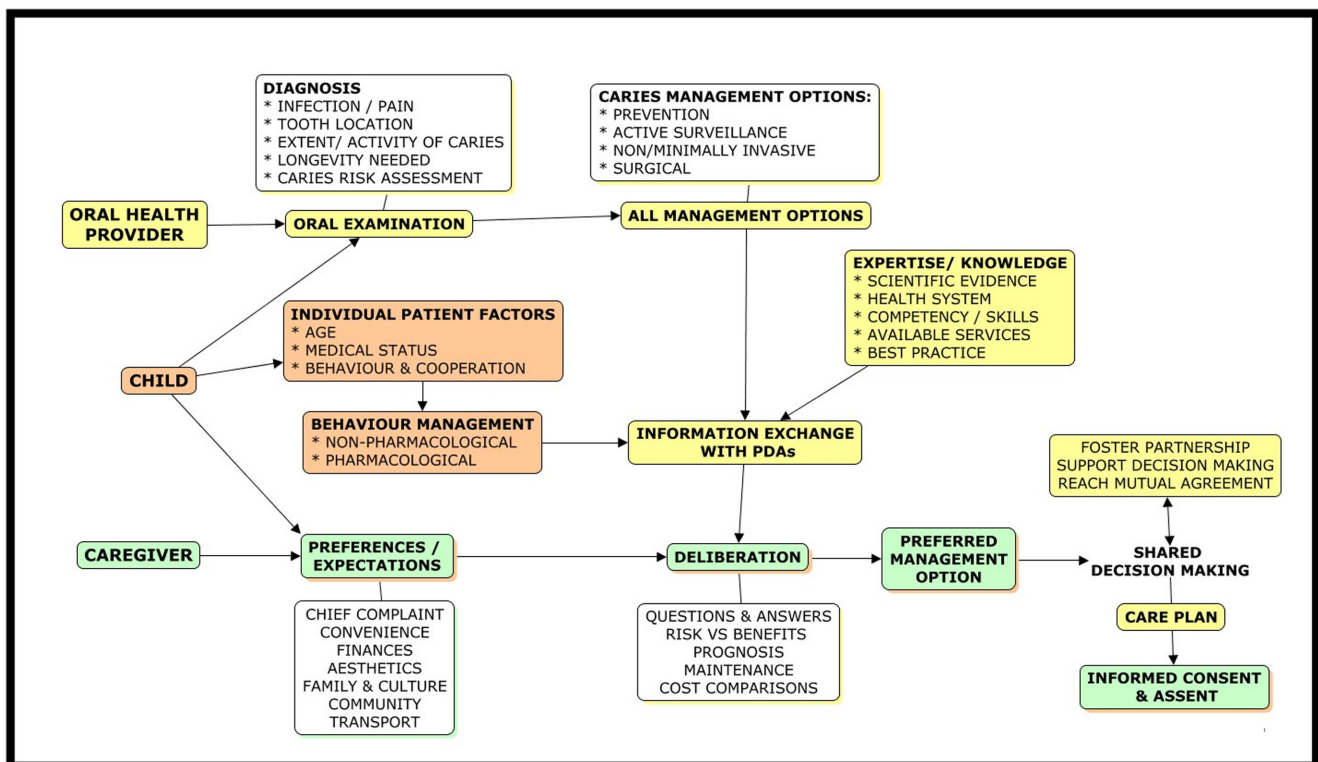 DIAGNOSIS
* INFECTION / PAIN
* TOOTH LOCATION
* EXTENT/ ACTIVITY OF CARIES
* LONGEVITY NEEDED
* CARIES RISK ASSESSMENT
CARIES MANAGEMENT OPTIONS:
* PREVENTION
* ACTIVE SURVEILLANCE
* NON/MINIMALLY INVASIVE
* SURGICAL
ORAL HEALTH
PROVIDER
ORAL EXAMINATION
ALL MANAGEMENT OPTIONS
EXPERTISE/ KNOWLEDGE
* SCIENTIFIC EVIDENCE
* HEALTH SYSTEM
* COMPETENCY / SKILLS
* AVAILABLE SERVICES
* BEST PRACTICE
INDIVIDUAL PATIENT FACTORS
* AGE
* MEDICAL STATUS
* BEHAVIOUR & COOPERATION
CHILD
BEHAVIOUR MANAGEMENT
* NON-PHARMACOLOGICAL
* PHARMACOLOGICAL
INFORMATION EXCHANGE
WITH PDAs
FOSTER PARTNERSHIP
SUPPORT DECISION MAKING
REACH MUTUAL AGREEMENT
CAREGIVER
PREFERENCES /
EXPECTATIONS
DELIBERATION
PREFERRED
MANAGEMENT
OPTION
SHARED
DECISION MAKING
CHIEF COMPLAINT
CONVENIENCE
FINANCES
AESTHETICS
FAMILY & CULTURE
COMMUNITY
TRANSPORT
QUESTIONS & ANSWERS
RISK VS BENEFITS
PROGNOSIS
MAINTENANCE
COST COMPARISONS
CARE PLAN
INFORMED CONSENT
& ASSENT